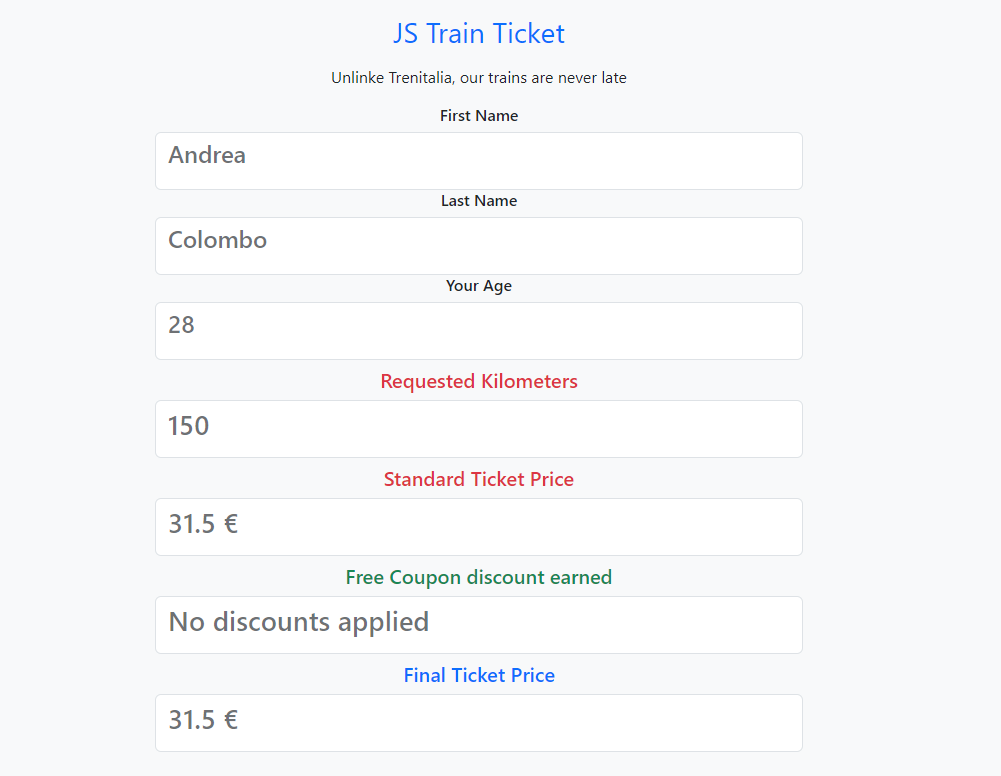 JS Train Ticket
Unlinke Trenitalia, our trains are never late
First Name
Andrea
Last Name
Colombo
Your Age
28
Requested Kilometers
150
Standard Ticket Price
31.5 €
Free Coupon discount earned
No discounts applied
Final Ticket Price
31.5 €